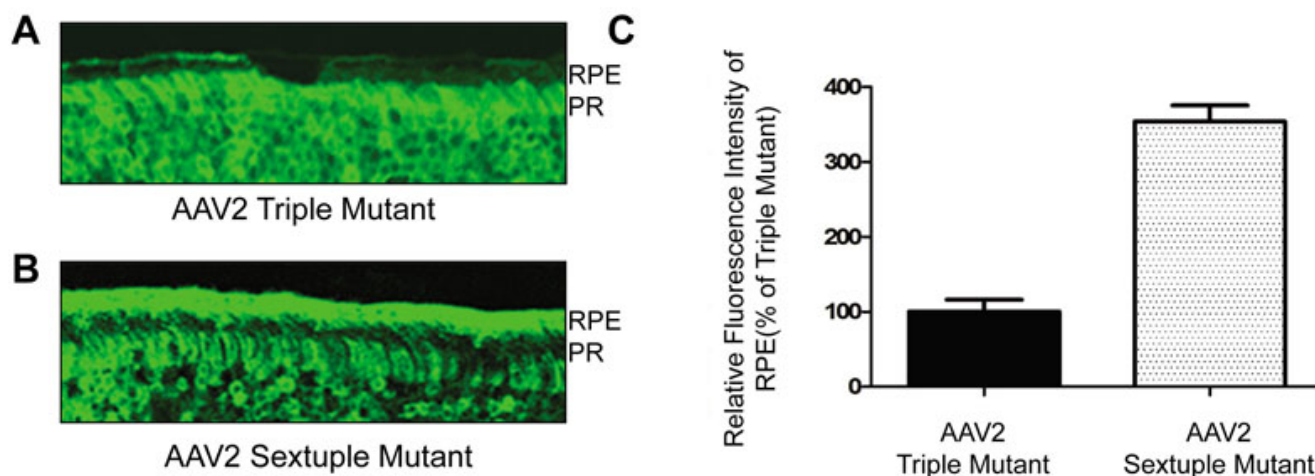 A
RPE
PR
AAV2 Triple Mutant
B
RPE
PR
AAV2 Sextuple Mutant
C
Relative Fluorescence Intensity of
RPE(% of Triple Mutant)
400
300
200
100
0
AAV2
Triple Mutant
AAV2
Sextuple Mutant